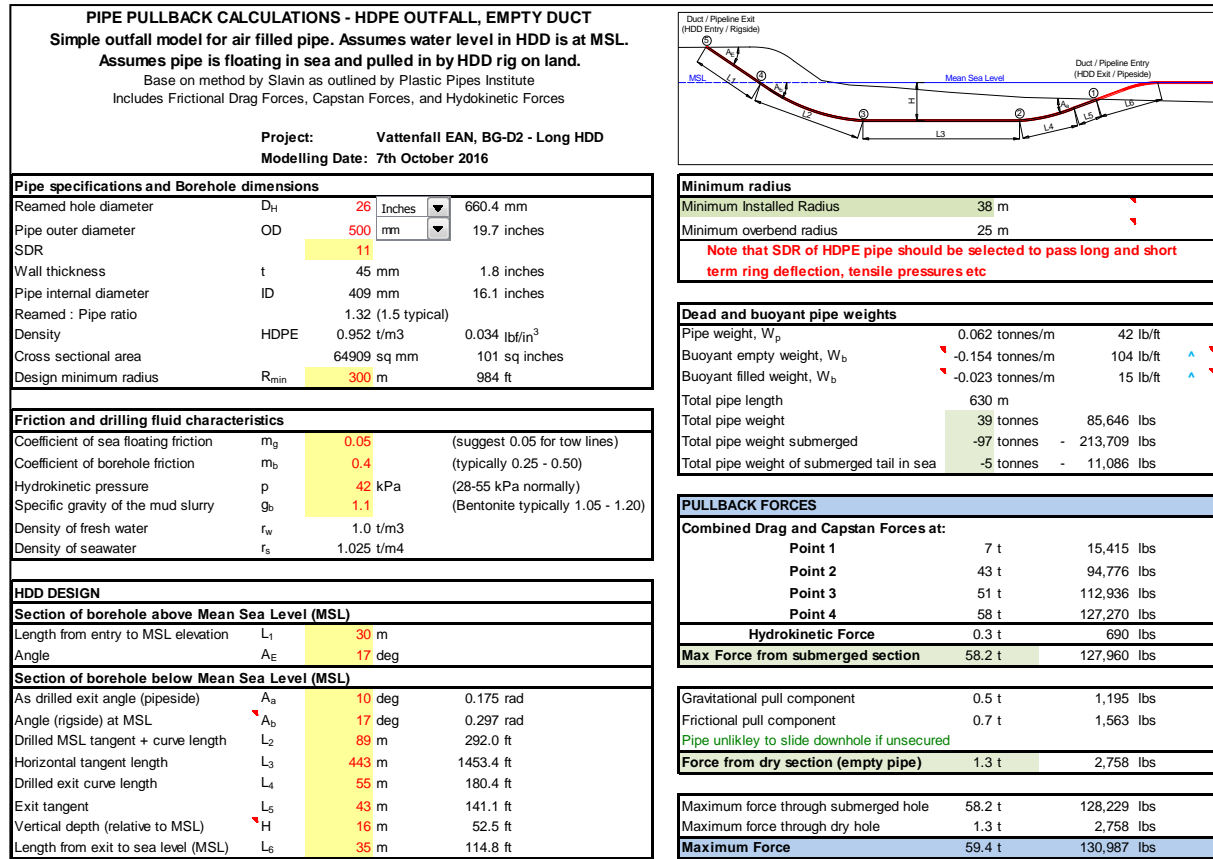 PIPE PULLBACK CALCULATIONS - HDPE OUTFALL, EMPTY DUCT
Simple outfall model for air filled pipe. Assumes water level in HDD is at MSL.
Assumes pipe is floating in sea and pulled in by HDD rig on land.
Base on method by Slavin as outlined by Plastic Pipes Institute
Includes Frictional Drag Forces, Capstan Forces, and Hydokinetic Forces
Project: Vattenfall EAN, BG-D2 - Long HDD
Modelling Date: 7th October 2016
Duct / Pipeline Exit
(HDD Entry / Rigside)
Duct / Pipeline Entry
(HDD Exit / Pipeside)
MSL
Mean Sea Level
5
AE
L1
4
Ab
L2
3
H
L3
2
Aa
L4
1
L5
L6
Pipe specifications and Borehole dimensions
Reamed hole diameter DH 26 Inches 660.4 mm
Pipe outer diameter OD 500 mm 19.7 inches
SDR 11
Wall thickness t 45 mm 1.8 inches
Pipe internal diameter ID 409 mm 16.1 inches
Reamed : Pipe ratio 1.32 (1.5 typical)
Density HDPE 0.952 t/m3 0.034 lbf/in3
Cross sectional area 64909 sq mm 101 sq inches
Design minimum radius Rmin 300 m 984 ft
Friction and drilling fluid characteristics
Coefficient of sea floating friction mg 0.05 (suggest 0.05 for tow lines)
Coefficient of borehole friction mb 0.4 (typically 0.25 - 0.50)
Hydrokinetic pressure p 42 kPa (28-55 kPa normally)
Specific gravity of the mud slurry gb 1.1 (Bentonite typically 1.05 - 1.20)
Density of fresh water rw 1.0 t/m3
Density of seawater rs 1.025 t/m4
HDD DESIGN
Section of borehole above Mean Sea Level (MSL)
Length from entry to MSL elevation L1 30 m
Angle AE 17 deg
Section of borehole below Mean Sea Level (MSL)
As drilled exit angle (pipeside) Aa 10 deg 0.175 rad
Angle (rigside) at MSL Ab 17 deg 0.297 rad
Drilled MSL tangent + curve length L2 89 m 292.0 ft
Horizontal tangent length L3 443 m 1453.4 ft
Drilled exit curve length L4 55 m 180.4 ft
Exit tangent L5 43 m 141.1 ft
Vertical depth (relative to MSL) H 16 m 52.5 ft
Length from exit to sea level (MSL) L6 35 m 114.8 ft
Minimum radius
Minimum Installed Radius 38 m
Minimum overbend radius 25 m
Note that SDR of HDPE pipe should be selected to pass long and short
term ring deflection, tensile pressures etc
Dead and buoyant pipe weights
Pipe weight, Wp 0.062 tonnes/m 42 lb/ft
Buoyant empty weight, Wb -0.154 tonnes/m 104 lb/ft ^
Buoyant filled weight, Wb -0.023 tonnes/m 15 lb/ft ^
Total pipe length 630 m
Total pipe weight 39 tonnes 85,646 lbs
Total pipe weight submerged -97 tonnes - 213,709 lbs
Total pipe weight of submerged tail in sea -5 tonnes - 11,086 lbs
PULLBACK FORCES
Combined Drag and Capstan Forces at:
Point 1 7 t 15,415 lbs
Point 2 43 t 94,776 lbs
Point 3 51 t 112,936 lbs
Point 4 58 t 127,270 lbs
Hydrokinetic Force 0.3 t 690 lbs
Max Force from submerged section 58.2 t 127,960 lbs
Gravitational pull component 0.5 t 1,195 lbs
Frictional pull component 0.7 t 1,563 lbs
Pipe unlikley to slide downhole if unsecured
Force from dry section (empty pipe) 1.3 t 2,758 lbs
Maximum force through submerged hole 58.2 t 128,229 lbs
Maximum force through dry hole 1.3 t 2,758 lbs
Maximum Force 59.4 t 130,987 lbs